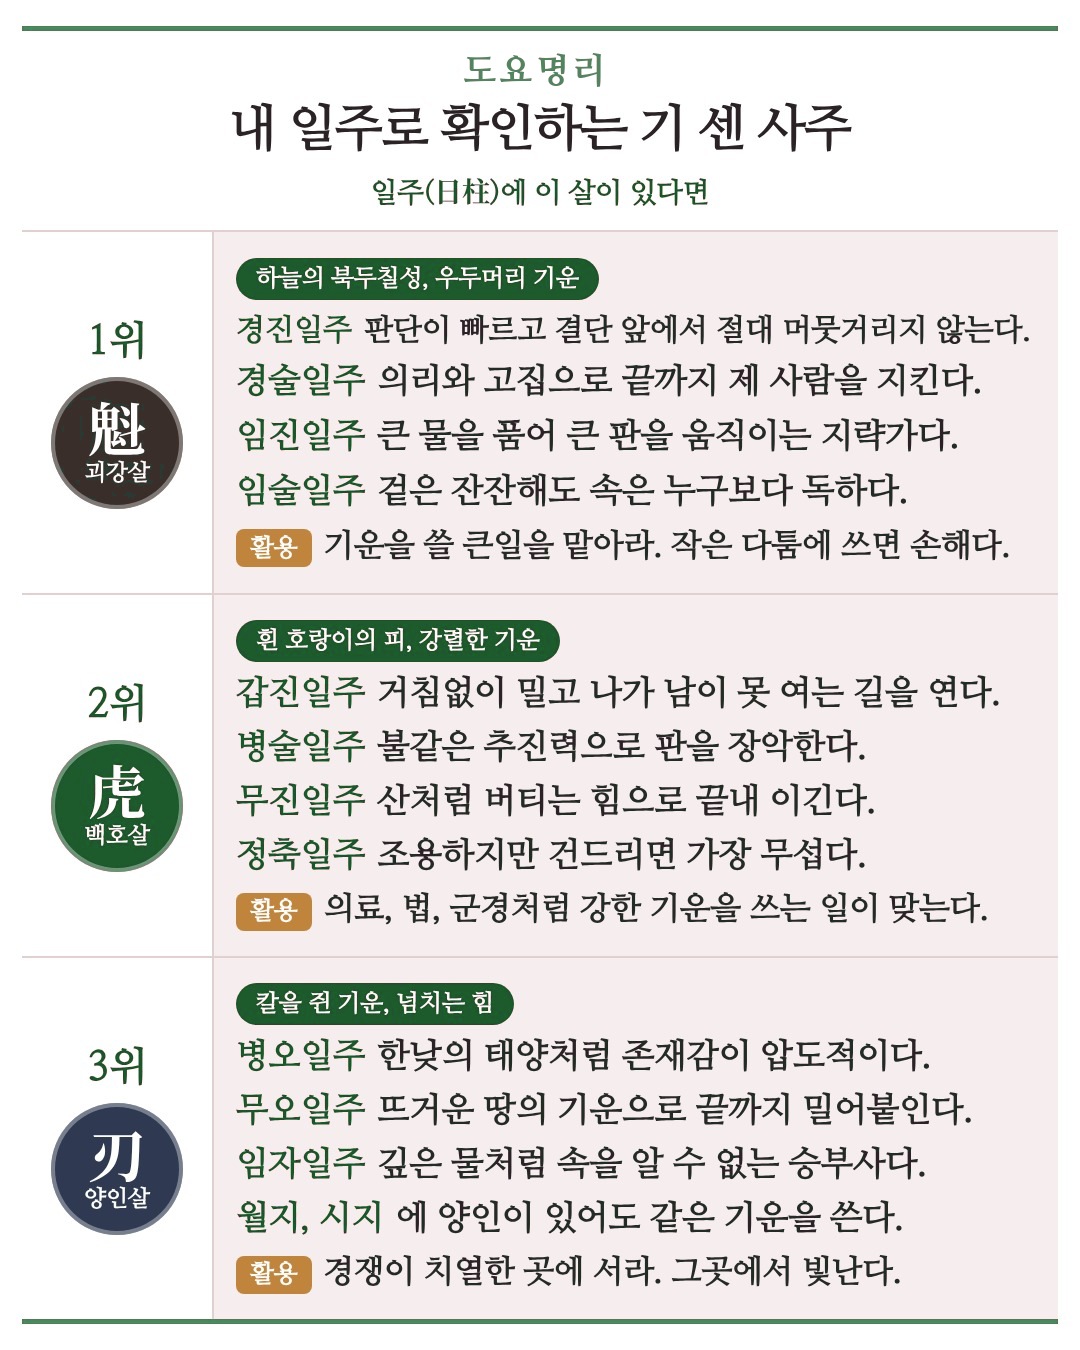 도요명리
내 일주로 확인하는 기 센 사주
일주(日柱)에 이 살이 있다면
1위
魁
괴강살
하늘의 북두칠성, 우두머리 기운
경진일주 판단이 빠르고 결단 앞에서 절대 머뭇거리지 않는다.
경술일주 의리와 고집으로 끝까지 제 사람을 지킨다.
임진일주 큰 물을 품어 큰 판을 움직이는 지략가다.
임술일주 겉은 잔잔해도 속은 누구보다 독하다.
활용 기운을 쓸 큰일을 맡아라. 작은 다툼에 쓰면 손해다.
2위
虎
백호살
흰 호랑이의 피, 강렬한 기운
갑진일주 거침없이 밀고 나가 남이 못 여는 길을 연다.
병술일주 불같은 추진력으로 판을 장악한다.
무진일주 산처럼 버티는 힘으로 끝내 이긴다.
정축일주 조용하지만 건드리면 가장 무섭다.
활용 의료, 법, 군경처럼 강한 기운을 쓰는 일이 맞는다.
3위
刃
양인살
칼을 쥔 기운, 넘치는 힘
병오일주 한낮의 태양처럼 존재감이 압도적이다.
무오일주 뜨거운 땅의 기운으로 끝까지 밀어붙인다.
임자일주 깊은 물처럼 속을 알 수 없는 승부사다.
월지, 시지 에 양인이 있어도 같은 기운을 쓴다.
활용 경쟁이 치열한 곳에 서라. 그곳에서 빛난다.